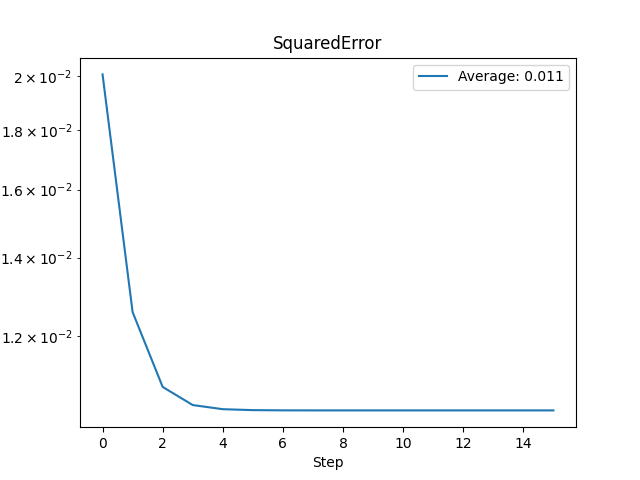 SquaredError
Average: 0.011
2 × 10⁻²
1.8 × 10⁻²
1.6 × 10⁻²
1.4 × 10⁻²
1.2 × 10⁻²
0 2 4 6 8 10 12 14
Step